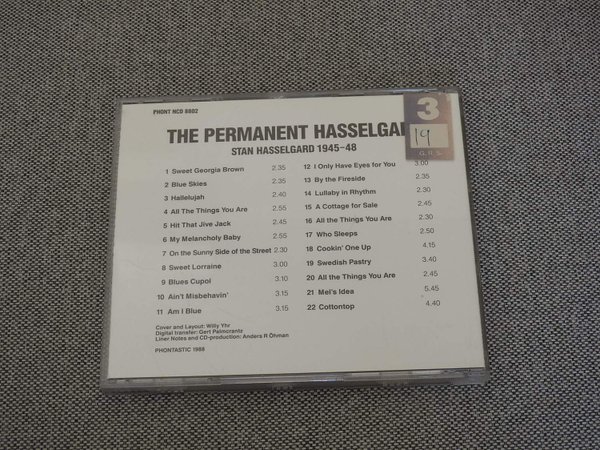 PHONT NCD 8802
THE PERMANENT HASSELGA
STAN HASSELGARD 1945-48
3
19
G.R.S.
1 Sweet Georgia Brown 2.35
2 Blue Skies 2.35
3 Hallelujah 2.40
4 All The Things You Are 2.55
5 Hit That Jive Jack 2.45
6 My Melancholy Baby 2.55
7 On the Sunny Side of the Street 2.30
8 Sweet Lorraine 3.00
9 Blues Cupol 3.10
10 Ain't Misbehavin' 3.15
11 Am I Blue 3.15
12 I Only Have Eyes for You 3.00
13 By the Fireside 2.35
14 Lullaby in Rhythm 2.35
15 A Cottage for Sale 2.45
16 All the Things You Are 2.30
17 Who Sleeps 2.50
18 Cookin' One Up 4.15
19 Swedish Pastry 3.40
20 All the Things You Are 2.45
21 Mel's Idea 5.45
22 Cottontop 4.40
Cover and Layout: Willy Yhr
Digital transfer: Gert Palmcrantz
Liner Notes and CD-production: Anders R Öhman
PHONTASTIC 1988